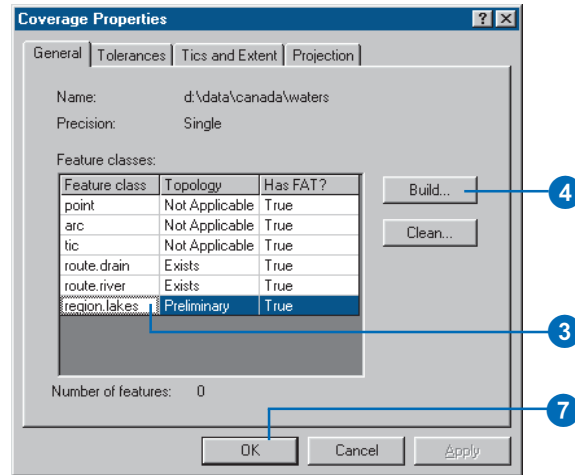 Coverage Properties
General Tolerances Tics and Extent Projection
Name: d:\data\canada\waters
Precision: Single
Feature classes:
Feature class Topology Has FAT?
point Not Applicable True
arc Not Applicable True
tic Not Applicable True
route.drain Exists True
route.river Exists True
region.lakes Preliminary True
Build...
4
Clean...
3
Number of features: 0
7
OK Cancel Apply